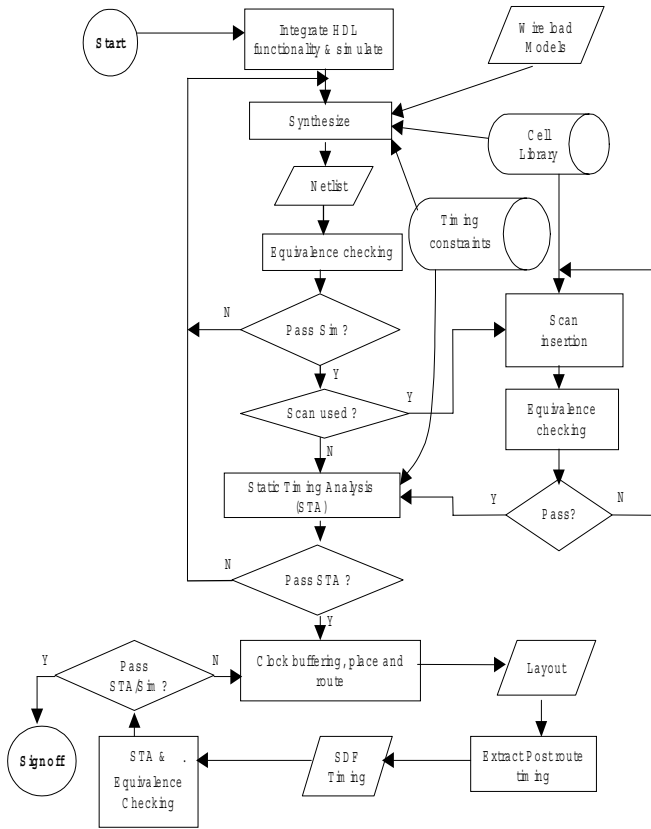 Start
Integrate HDL
functionality & simulate
Wire load
Models
Synthesize
Cell
Library
Netlist
Timing
constraints
Equivalence checking
N
Pass Sim ?
Y
Scan
insertion
Scan used ?
Y
Equivalence
checking
N
Static Timing Analysis
(STA)
Y
Pass?
N
N
Pass STA ?
Y
Y
Pass
STA/Sim ?
N
Clock buffering, place and
route
Layout
Sign off
STA & .
Equivalence
Checking
SDF
Timing
Extract Post route
timing